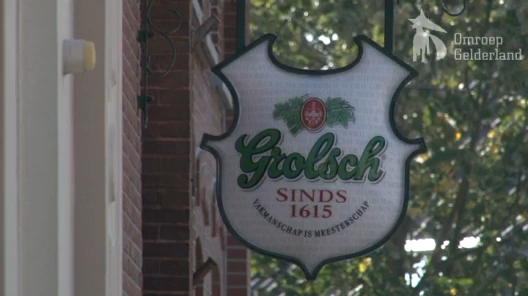 Omroep
Gelderland
Grolsch
SINDS
1615
VAKMANSCHAP IS MEESTERSCHAP